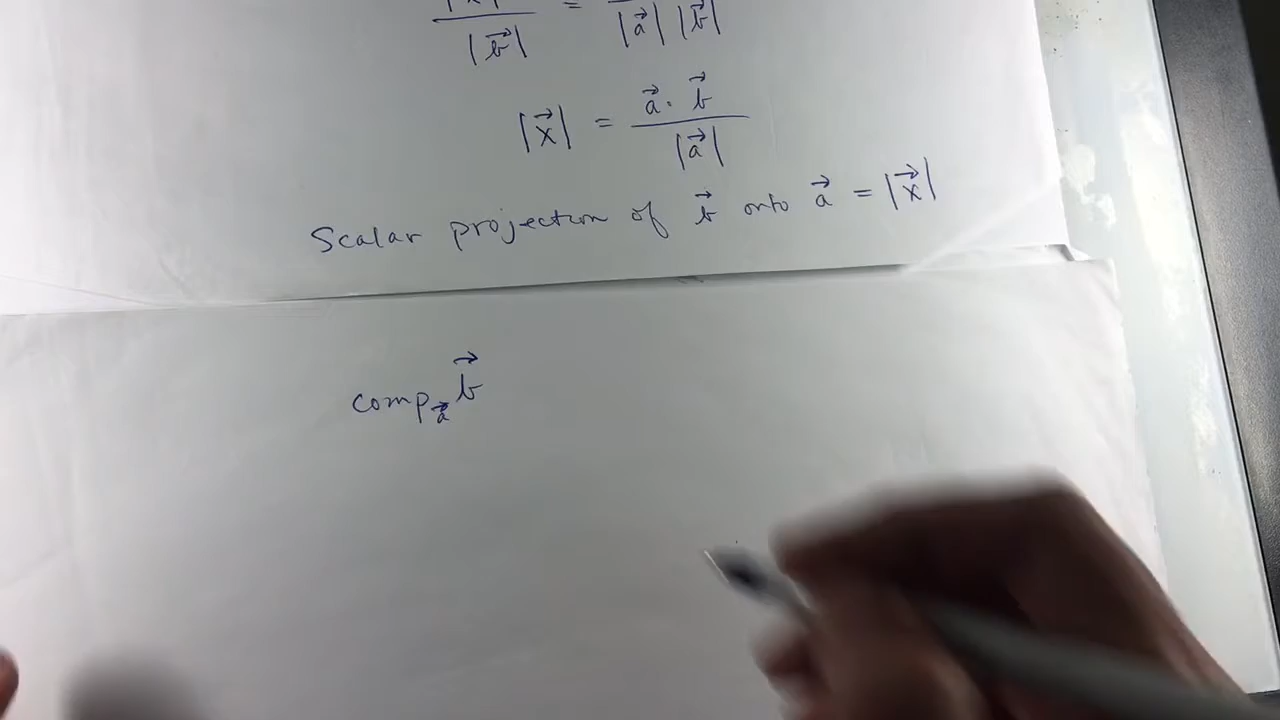 |x| / |b⃗| = / |a⃗| |b⃗|
|x⃗| = a⃗ · b⃗ / |a⃗|
Scalar projection of b⃗ onto a⃗ = |x⃗|
comp_a⃗ b⃗